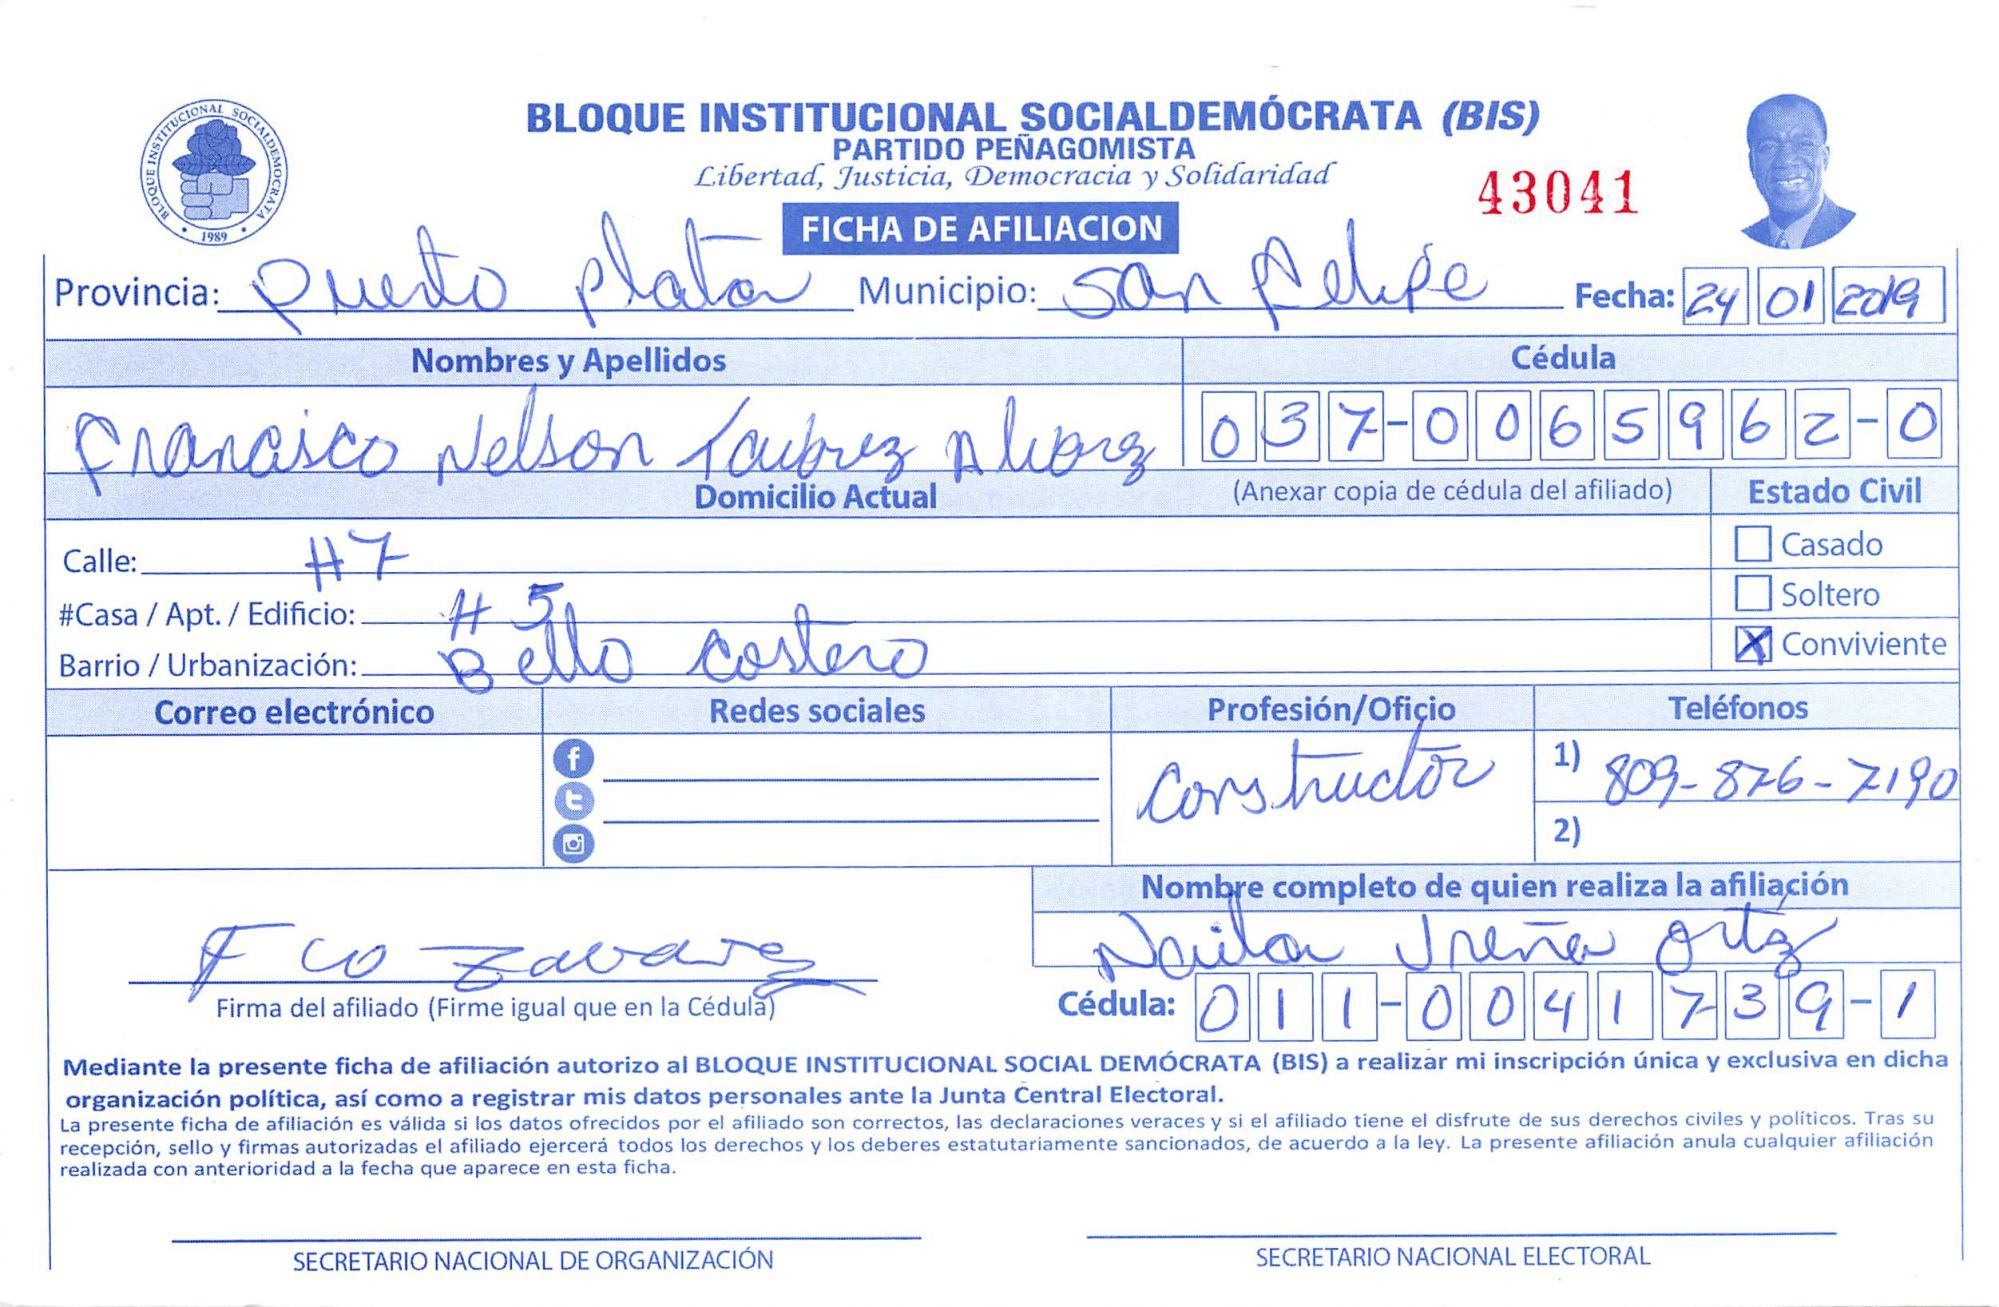 BLOQUE INSTITUCIONAL SOCIALDEMOCRATA
1989
BLOQUE INSTITUCIONAL SOCIALDEMÓCRATA (BIS)
PARTIDO PEÑAGOMISTA
Libertad, Justicia, Democracia y Solidaridad
43041
FICHA DE AFILIACION
Provincia: Puerto plata Municipio: San Felipe Fecha: 24 01 2019
Nombres y Apellidos Cédula
Francisco Nelson 037-0065962-0
Domicilio Actual (Anexar copia de cédula del afiliado) Estado Civil
Calle: #7 Casado
#Casa / Apt. / Edificio: # 5 Soltero
Barrio / Urbanización: Bello Costero X Conviviente
Correo electrónico Redes sociales Profesión/Oficio Teléfonos
Constructor 1) 809-876-7190
2)
Nombre completo de quien realiza la afiliación
Fco Ureña Ortiz
Firma del afiliado (Firme igual que en la Cédula) Cédula: 011-0041739-1
Mediante la presente ficha de afiliación autorizo al BLOQUE INSTITUCIONAL SOCIAL DEMÓCRATA (BIS) a realizar mi inscripción única y exclusiva en dicha
organización política, así como a registrar mis datos personales ante la Junta Central Electoral.
La presente ficha de afiliación es válida si los datos ofrecidos por el afiliado son correctos, las declaraciones veraces y si el afiliado tiene el disfrute de sus derechos civiles y políticos. Tras su
recepción, sello y firmas autorizadas el afiliado ejercerá todos los derechos y los deberes estatutariamente sancionados, de acuerdo a la ley. La presente afiliación anula cualquier afiliación
realizada con anterioridad a la fecha que aparece en esta ficha.
SECRETARIO NACIONAL DE ORGANIZACIÓN SECRETARIO NACIONAL ELECTORAL